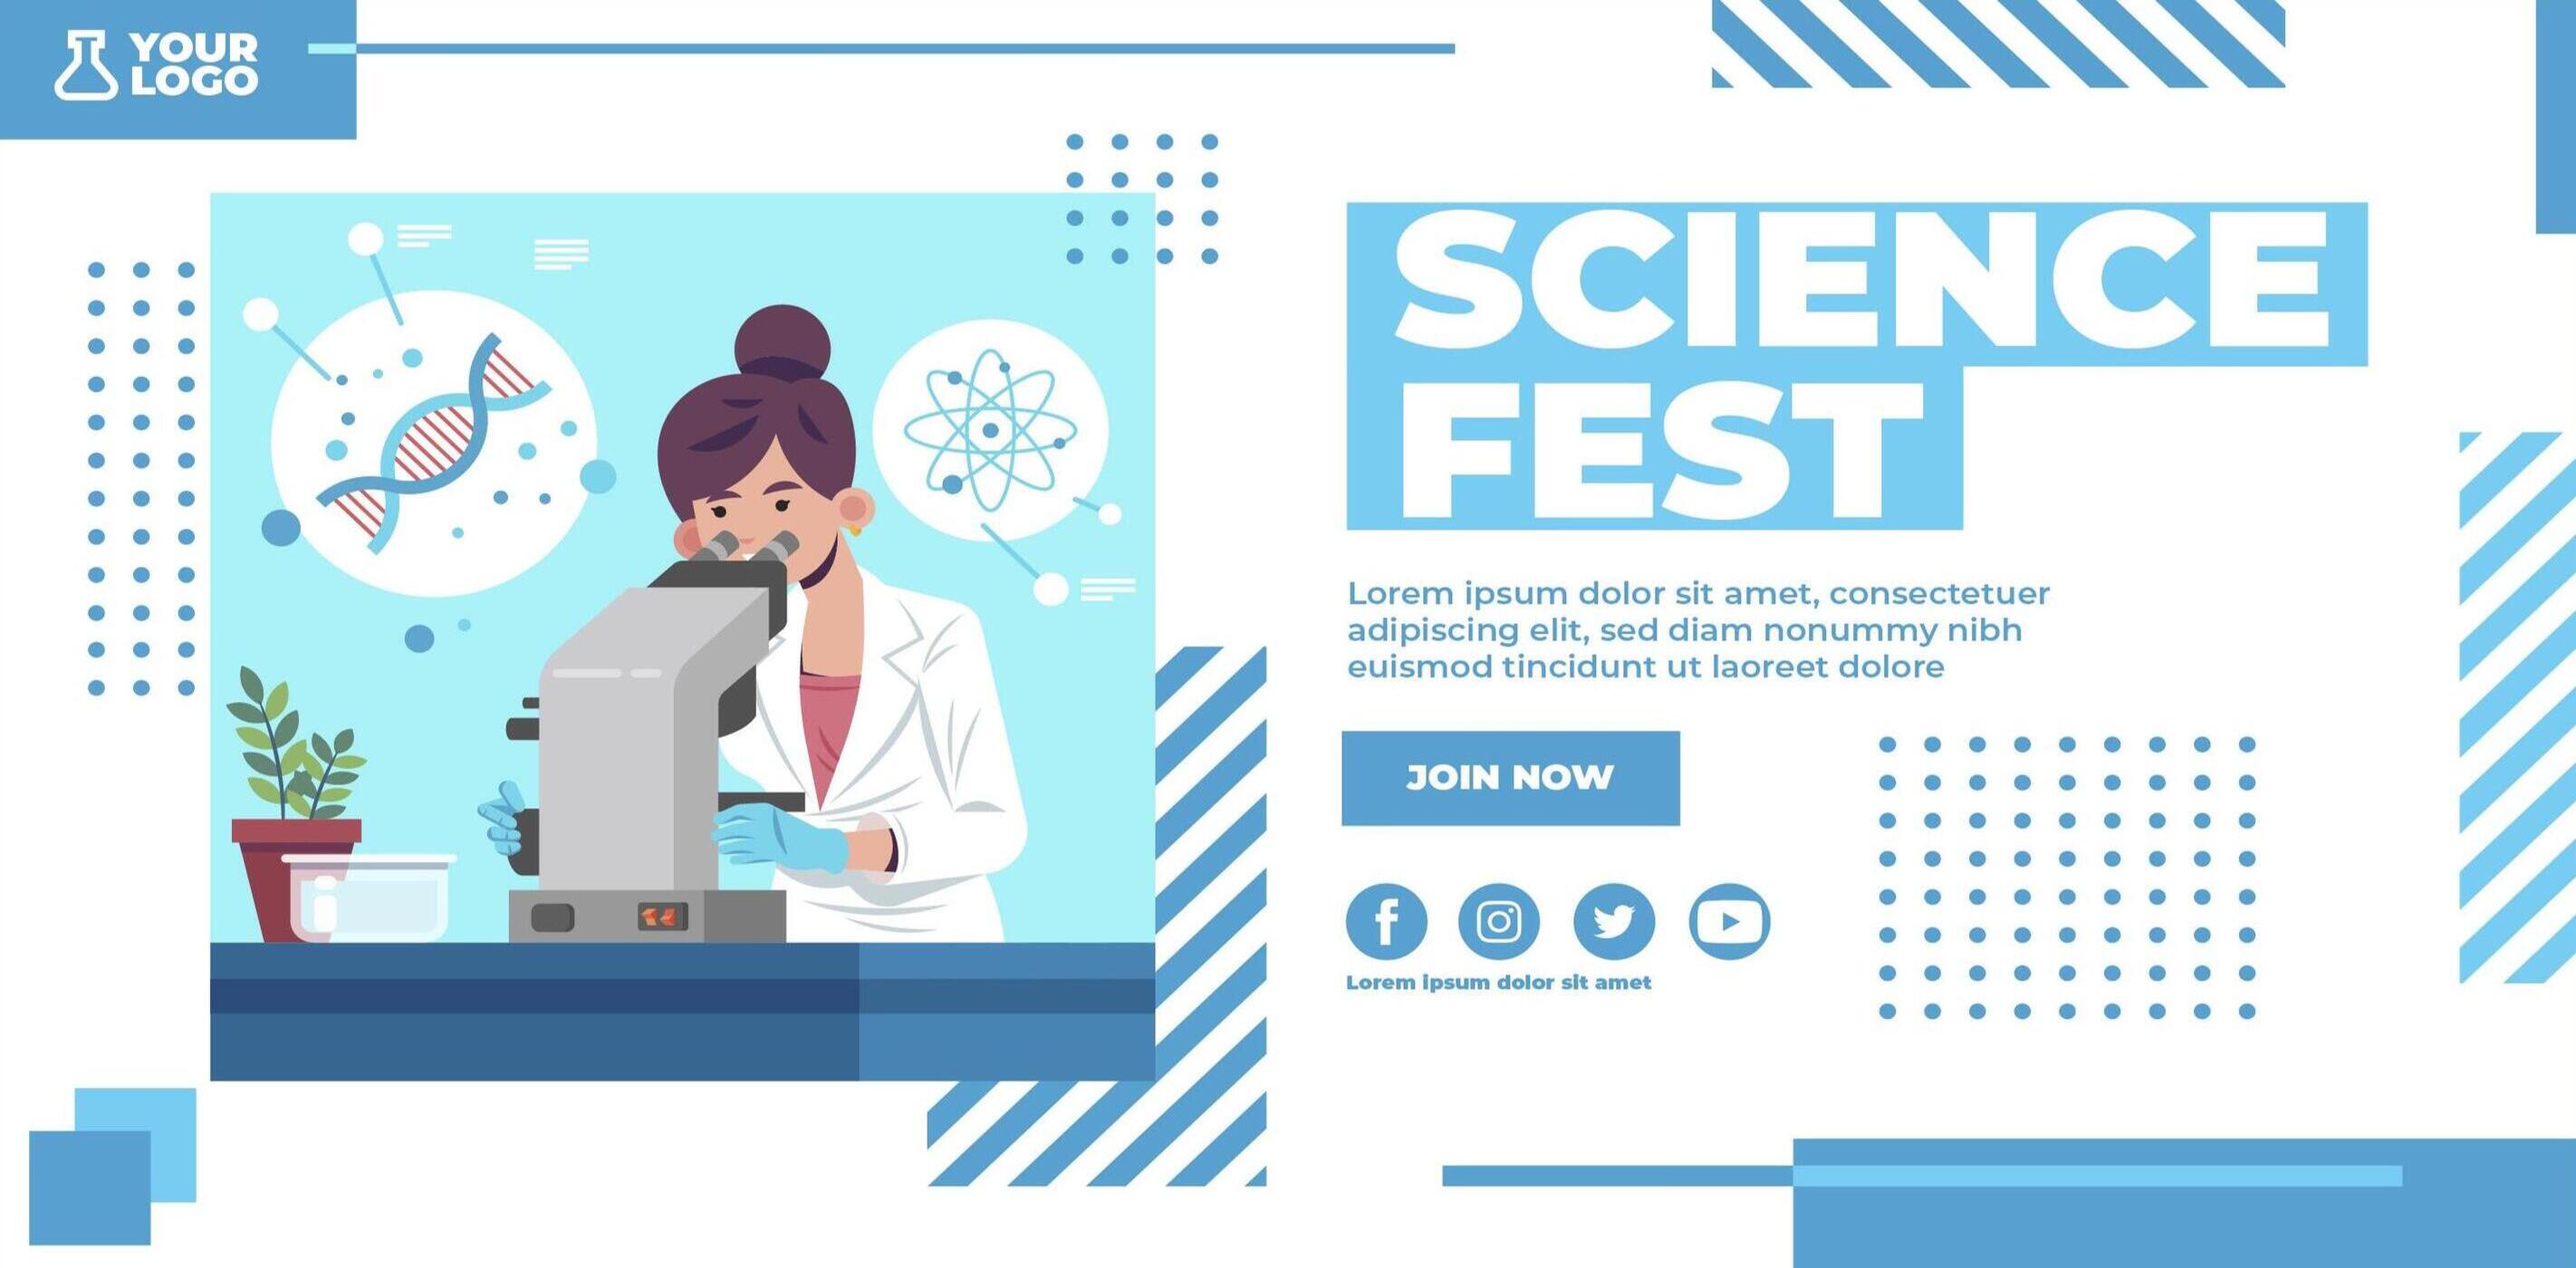 YOUR
LOGO
SCIENCE
FEST
Lorem ipsum dolor sit amet, consectetuer
adipiscing elit, sed diam nonummy nibh
euismod tincidunt ut laoreet dolore
JOIN NOW
Lorem ipsum dolor sit amet